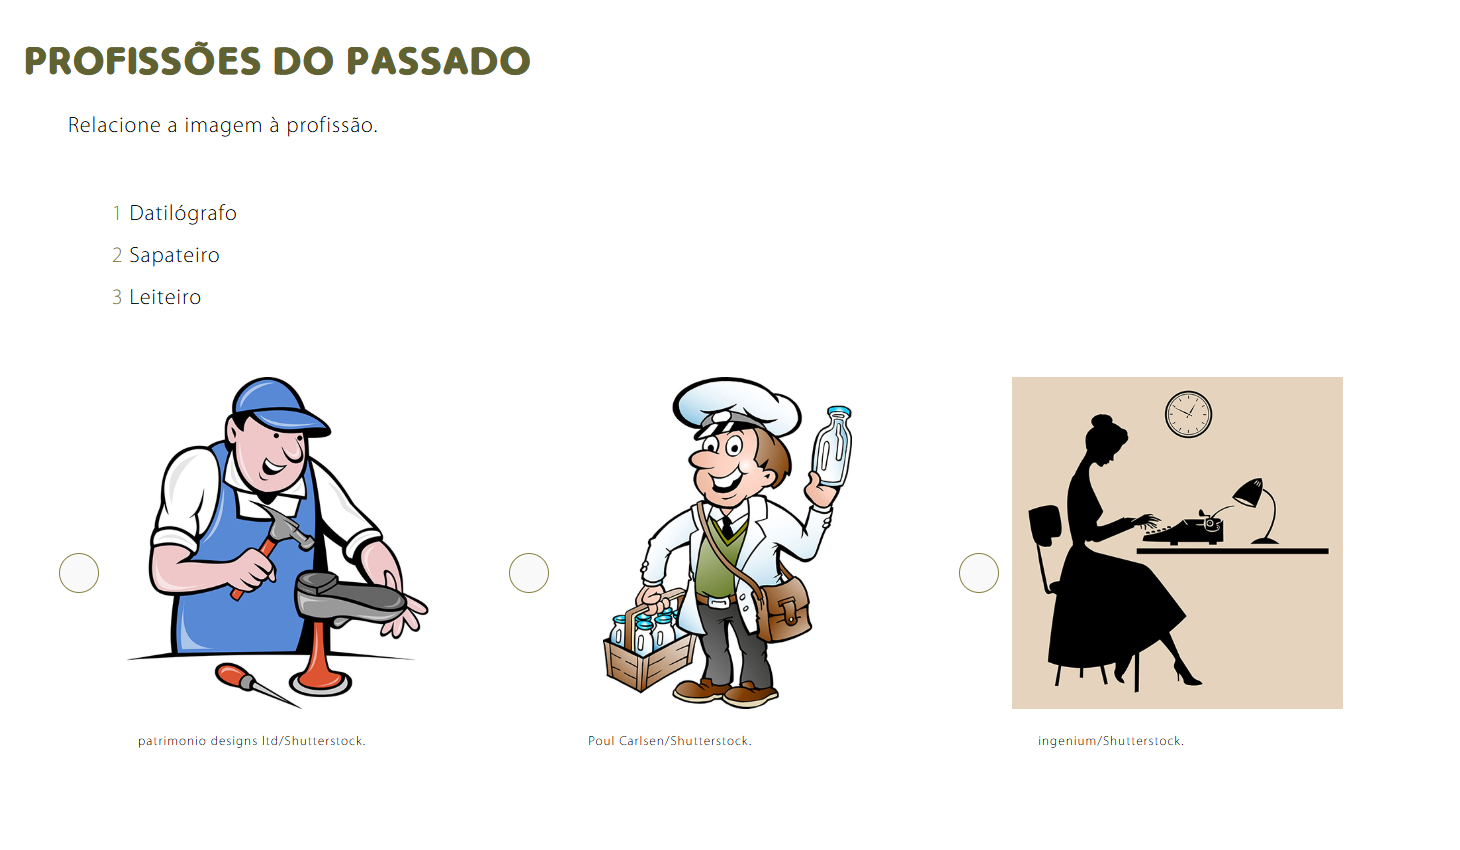 PROFISSÕES DO PASSADO
Relacione a imagem à profissão.
1 Datilógrafo
2 Sapateiro
3 Leiteiro
patrimonio designs ltd/Shutterstock.
Poul Carlsen/Shutterstock.
ingenium/Shutterstock.